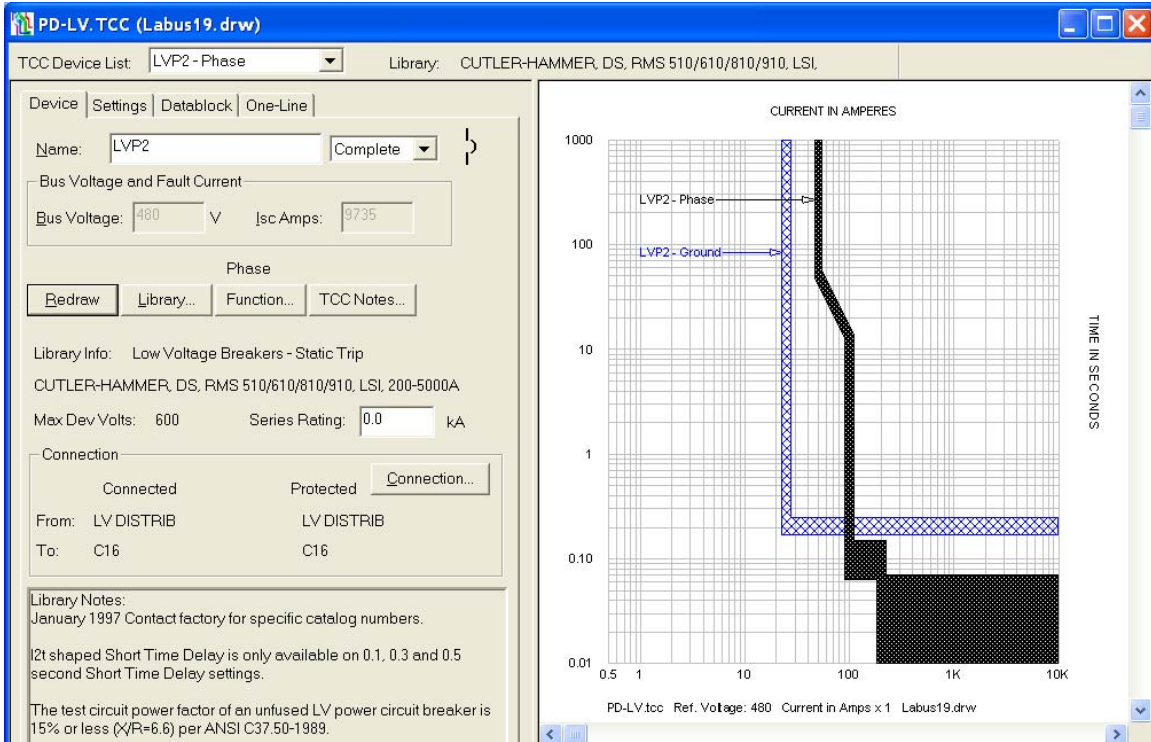 PD-LV.TCC (Labus19.drw)
TCC Device List: LVP2 - Phase Library: CUTLER-HAMMER, DS, RMS 510/610/810/910, LSI,
Device Settings Datablock One-Line
Name: LVP2 Complete
Bus Voltage and Fault Current
Bus Voltage: 480 V Isc Amps: 9735
Phase
Redraw Library... Function... TCC Notes...
Library Info: Low Voltage Breakers - Static Trip
CUTLER-HAMMER, DS, RMS 510/610/810/910, LSI, 200-5000A
Max Dev Volts: 600 Series Rating: 0.0 kA
Connection
Connection...
Connected Protected
From: LV DISTRIB LV DISTRIB
To: C16 C16
Library Notes:
January 1997 Contact factory for specific catalog numbers.
I2t shaped Short Time Delay is only available on 0.1, 0.3 and 0.5
second Short Time Delay settings.
The test circuit power factor of an unfused LV power circuit breaker is
15% or less (X/R=6.6) per ANSI C37.50-1989.
CURRENT IN AMPERES
1000
LVP2 - Phase
100
LVP2 - Ground
10
1
0.10
0.01
TIME IN SECONDS
0.5 1 10 100 1K 10K
PD-LV.tcc Ref. Voltage: 480 Current in Amps x 1 Labus19.drw